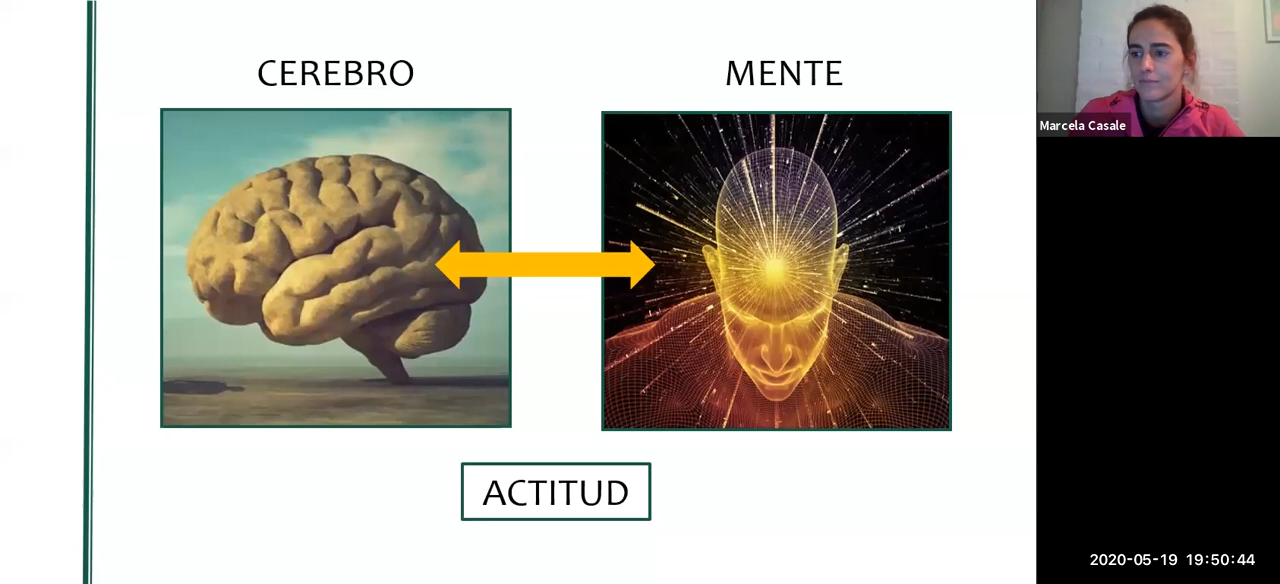 CEREBRO
MENTE
Marcela Casale
ACTITUD
2020-05-19 19:50:44